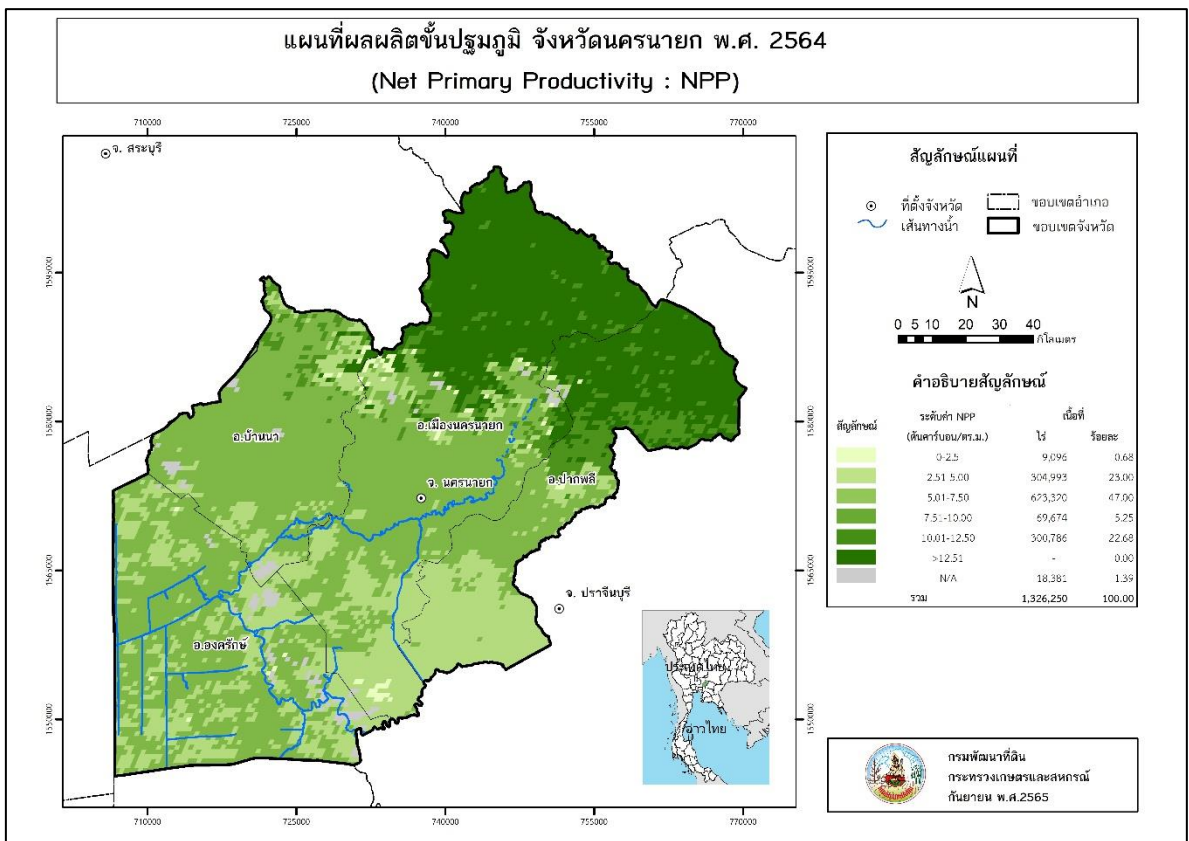 แผนที่ผลผลิตขั้นปฐมภูมิ จังหวัดนครนายก พ.ศ. 2564
(Net Primary Productivity : NPP)
710000 725000 740000 755000 770000
จ. สระบุรี
1595000
1580000
1565000
1550000
อ.เมืองนครนายก
อ.บ้านนา
อ.ปากพลี
จ. นครนายก
จ. ปราจีนบุรี
อ.องครักษ์
ประเทศไทย
อ่าวไทย
1595000
1580000
1565000
1550000
710000 725000 740000 755000 770000
สัญลักษณ์แผนที่
ที่ตั้งจังหวัด ขอบเขตอำเภอ
เส้นทางน้ำ ขอบเขตจังหวัด
N
0 5 10 20 30 40
กิโลเมตร
คำอธิบายสัญลักษณ์
สัญลักษณ์ ระดับค่า NPP เนื้อที่
(ตันคาร์บอน/ตร.ม.) ไร่ ร้อยละ
0-2.5 9,096 0.68
2.51-5.00 304,993 23.00
5.01-7.50 623,320 47.00
7.51-10.00 69,674 5.25
10.01-12.50 300,786 22.68
>12.51 - 0.00
N/A 18,381 1.39
รวม 1,326,250 100.00
กรมพัฒนาที่ดิน
กระทรวงเกษตรและสหกรณ์
กันยายน พ.ศ.2565